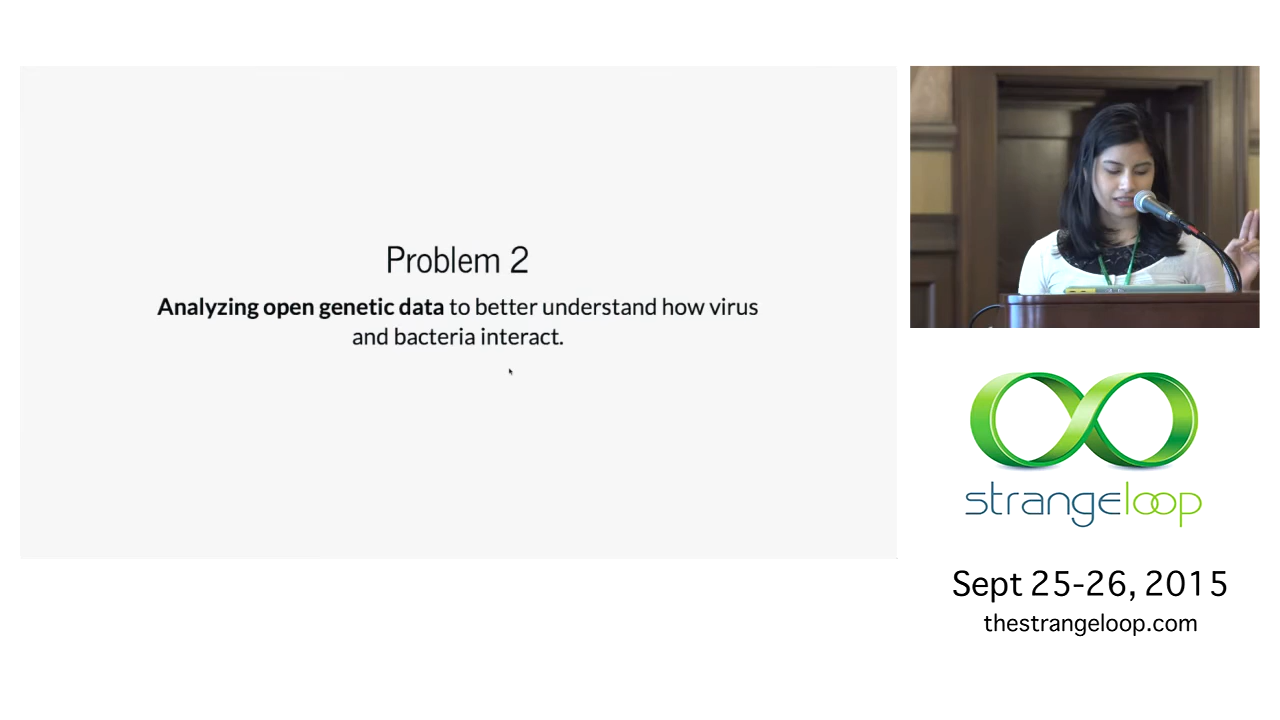 Problem 2
Analyzing open genetic data to better understand how virus
and bacteria interact.
strangeloop
Sept 25-26, 2015
thestrangeloop.com